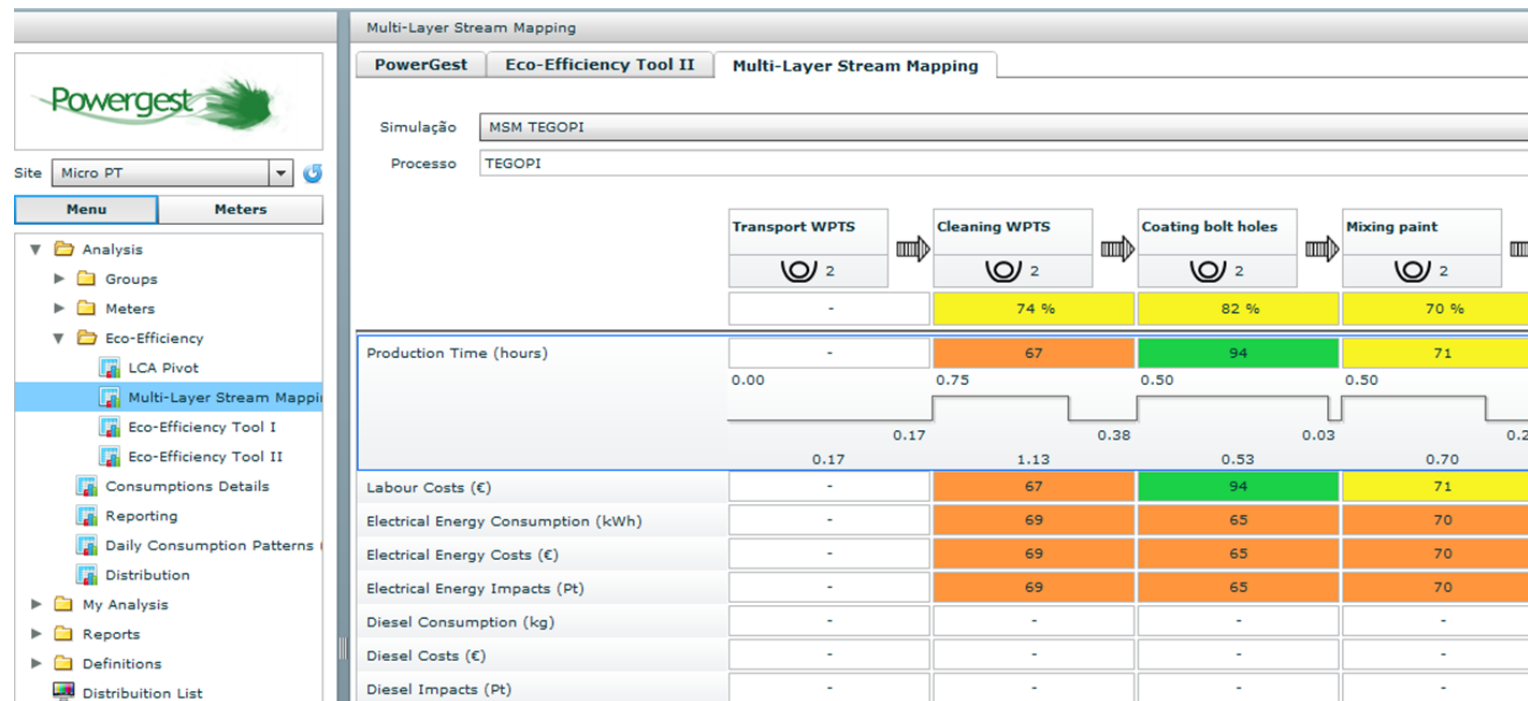 Multi-Layer Stream Mapping
PowerGest Eco-Efficiency Tool II Multi-Layer Stream Mapping
Powergest
Simulação MSM TEGOPI
Processo TEGOPI
Site Micro PT
Menu Meters
Analysis
Groups
Meters
Eco-Efficiency
LCA Pivot
Multi-Layer Stream Mappi
Eco-Efficiency Tool I
Eco-Efficiency Tool II
Consumptions Details
Reporting
Daily Consumption Patterns
Distribution
My Analysis
Reports
Definitions
Distribuition List
Transport WPTS Cleaning WPTS Coating bolt holes Mixing paint
2 2 2 2
- 74 % 82 % 70 %
Production Time (hours) - 67 94 71
0.00 0.75 0.50 0.50
0.17 0.38 0.03 0.2
0.17 1.13 0.53 0.70
Labour Costs (€) - 67 94 71
Electrical Energy Consumption (kWh) - 69 65 70
Electrical Energy Costs (€) - 69 65 70
Electrical Energy Impacts (Pt) - 69 65 70
Diesel Consumption (kg) - - - -
Diesel Costs (€) - - - -
Diesel Impacts (Pt) - - - -